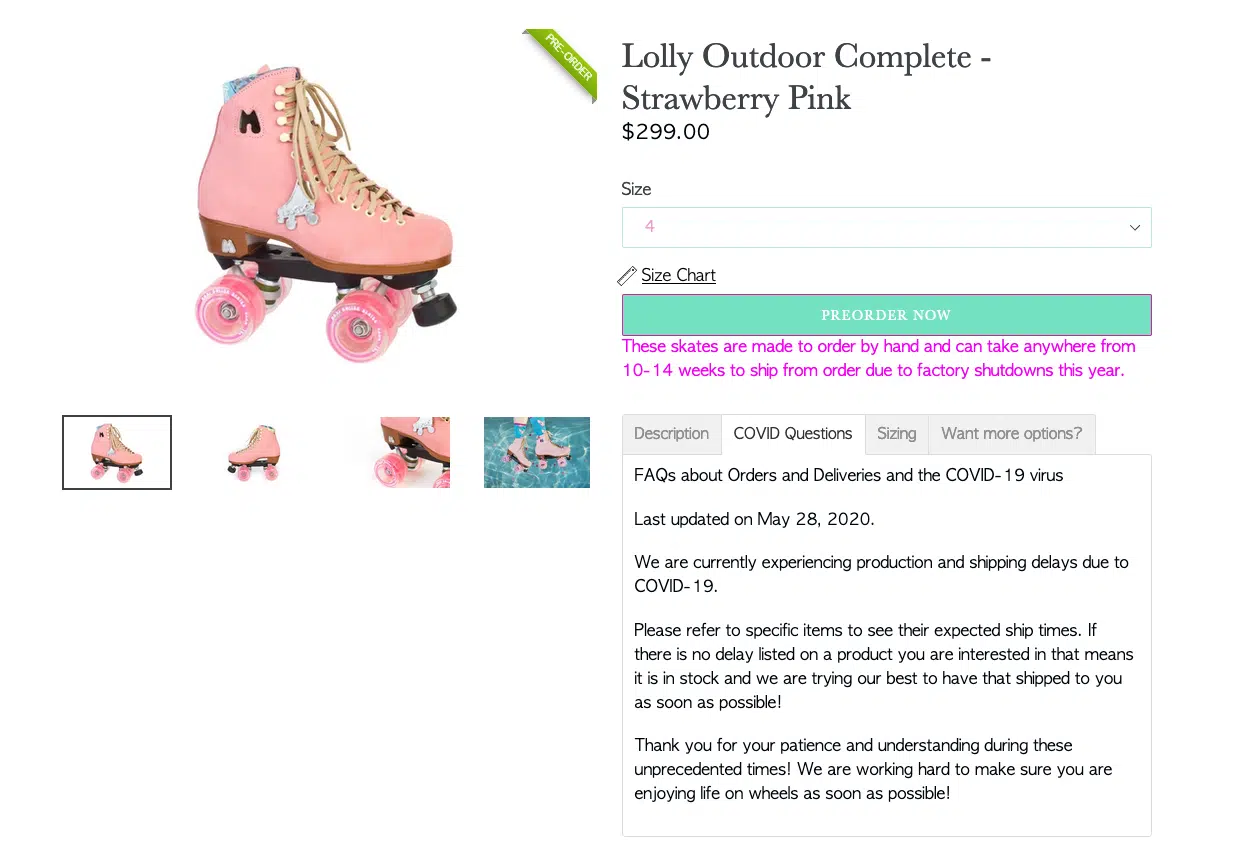 PRE-ORDER
Lolly Outdoor Complete -
Strawberry Pink
$299.00
Size
4
Size Chart
PREORDER NOW
These skates are made to order by hand and can take anywhere from
10-14 weeks to ship from order due to factory shutdowns this year.
Description COVID Questions Sizing Want more options?
FAQs about Orders and Deliveries and the COVID-19 virus
Last updated on May 28, 2020.
We are currently experiencing production and shipping delays due to
COVID-19.
Please refer to specific items to see their expected ship times. If
there is no delay listed on a product you are interested in that means
it is in stock and we are trying our best to have that shipped to you
as soon as possible!
Thank you for your patience and understanding during these
unprecedented times! We are working hard to make sure you are
enjoying life on wheels as soon as possible!